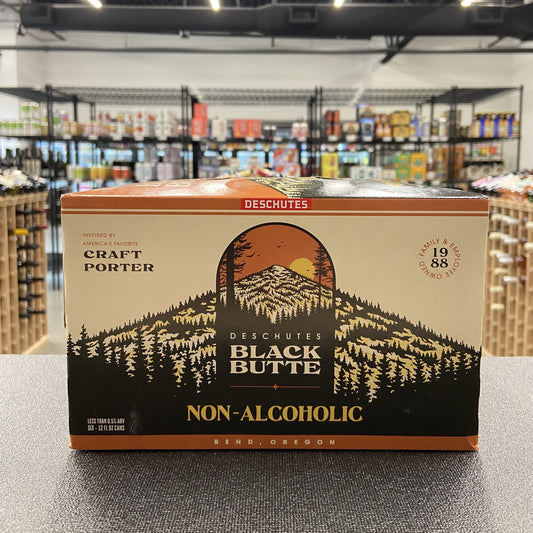 DESCHUTES
INSPIRED BY
AMERICA'S FAVORITE
CRAFT
PORTER
FAMILY & EMPLOYEE OWNED
19
88
DESCHUTES
BLACK
BUTTE
NON-ALCOHOLIC
LESS THAN 0.5% ABV
SIX - 12 FL OZ CANS
BEND, OREGON